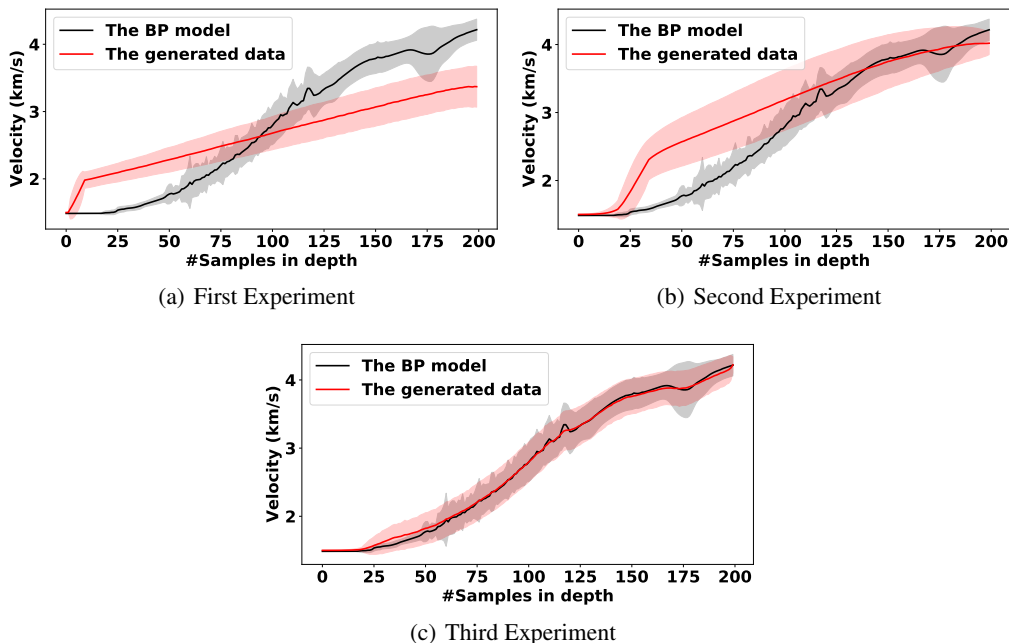 The BP model
The generated data
Velocity (km/s)
4
3
2
0 25 50 75 100 125 150 175 200
#Samples in depth
(a) First Experiment
The BP model
The generated data
Velocity (km/s)
4
3
2
0 25 50 75 100 125 150 175 200
#Samples in depth
(b) Second Experiment
The BP model
The generated data
Velocity (km/s)
4
3
2
0 25 50 75 100 125 150 175 200
#Samples in depth
(c) Third Experiment